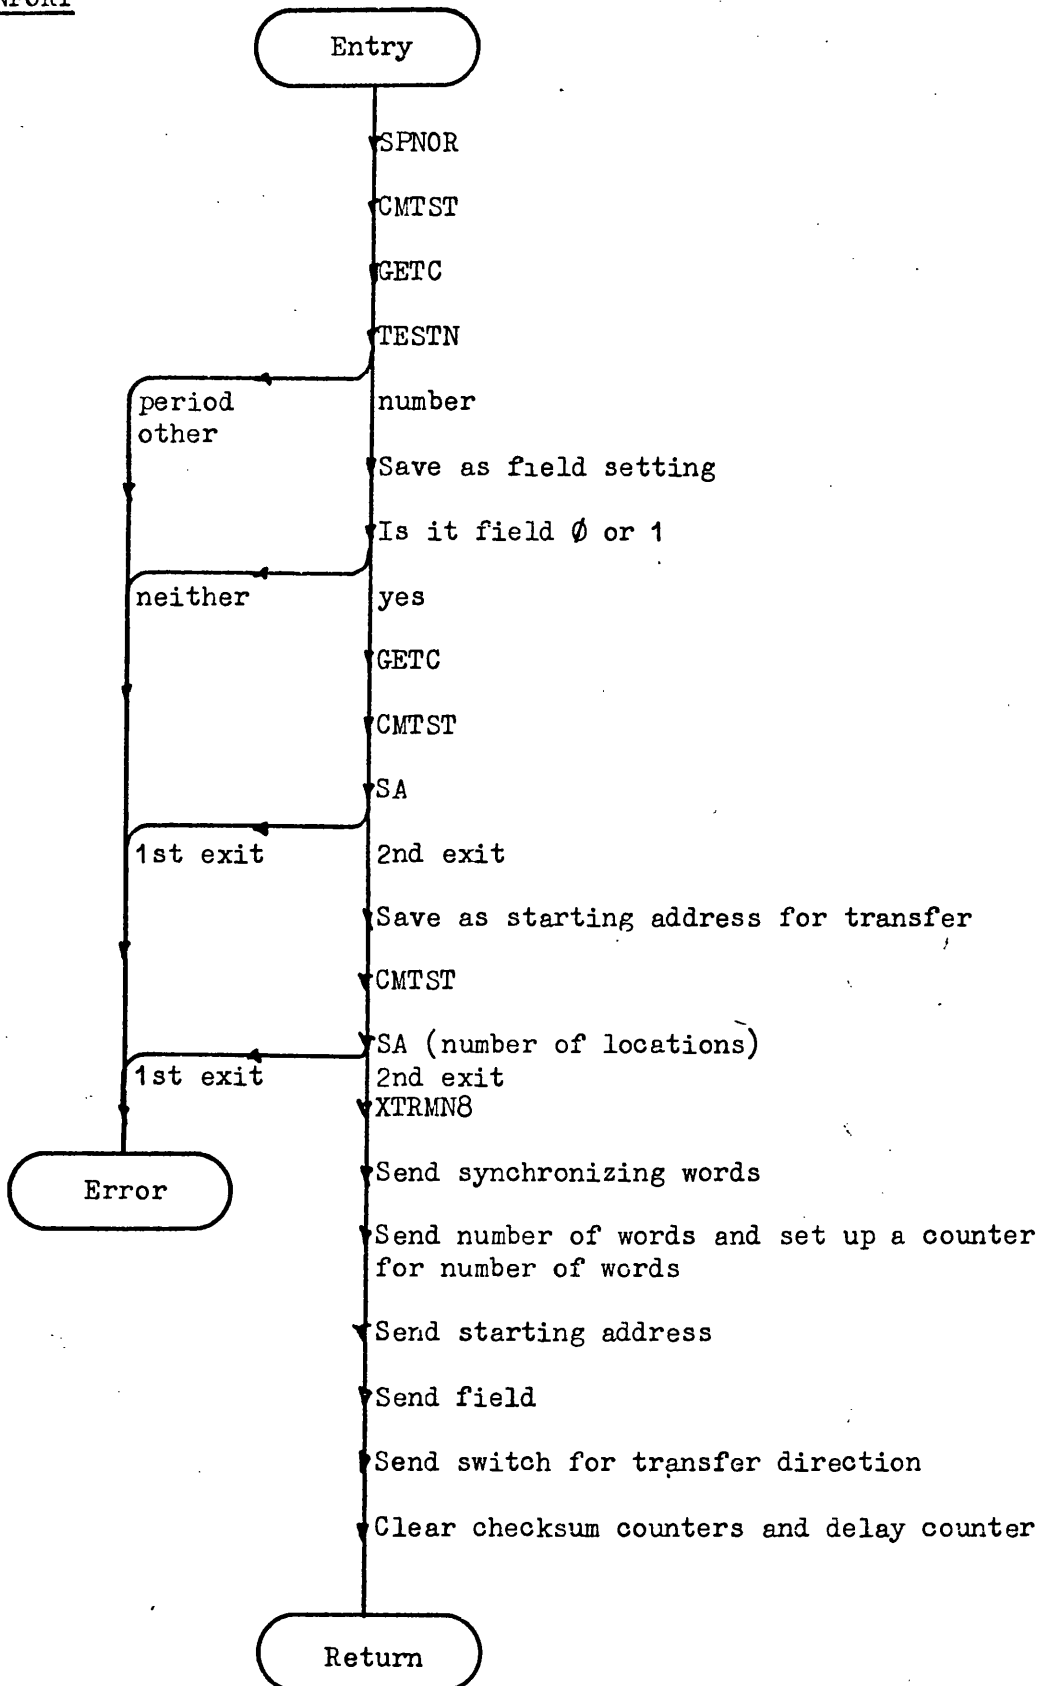 Entry
SPNOR
CMTST
GETC
TESTN
period
other
number
Save as field setting
Is it field Ø or 1
neither
yes
GETC
CMTST
SA
1st exit
2nd exit
Save as starting address for transfer
CMTST
SA (number of locations)
1st exit
2nd exit
XTRMN8
Error
Send synchronizing words
Send number of words and set up a counter
for number of words
Send starting address
Send field
Send switch for transfer direction
Clear checksum counters and delay counter
Return